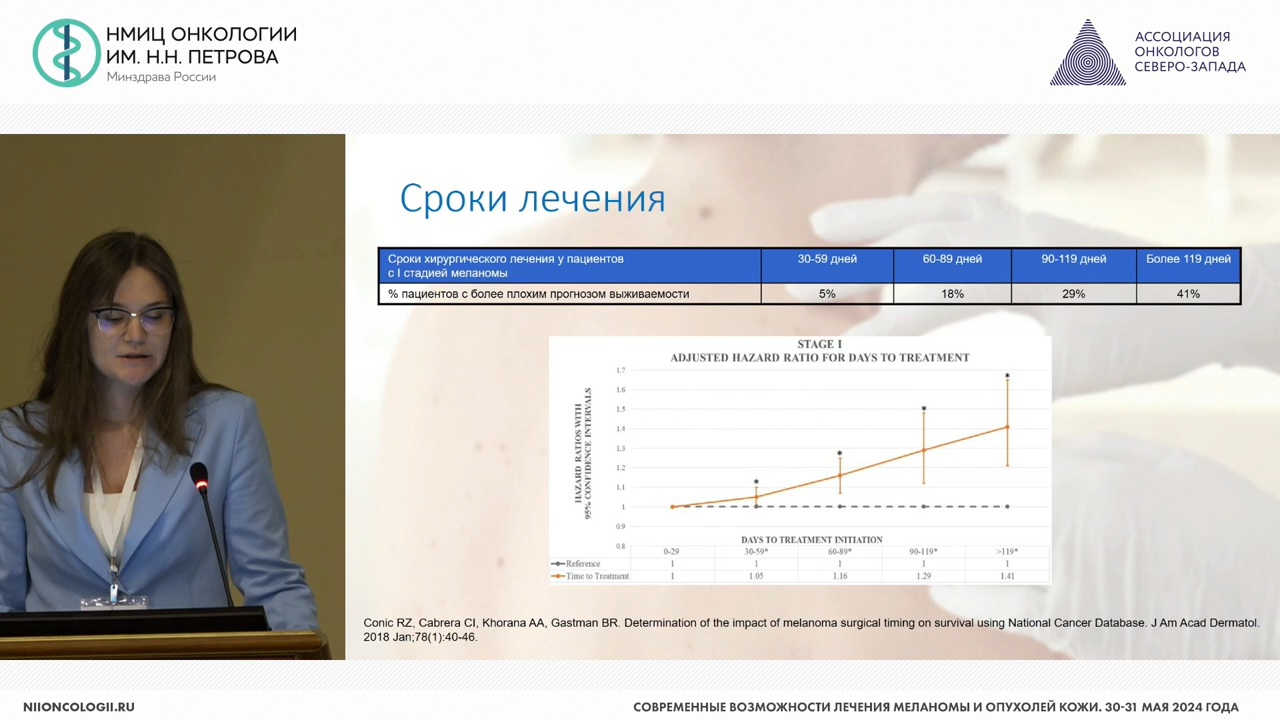 НМИЦ ОНКОЛОГИИ
ИМ. Н.Н. ПЕТРОВА
Минздрава России
АССОЦИАЦИЯ
ОНКОЛОГОВ
СЕВЕРО-ЗАПАДА
Сроки лечения
Сроки хирургического лечения у пациентов
с I стадией меланомы
30-59 дней
60-89 дней
90-119 дней
Более 119 дней
% пациентов с более плохим прогнозом выживаемости
5%
18%
29%
41%
STAGE I
ADJUSTED HAZARD RATIO FOR DAYS TO TREATMENT
HAZARD RATIOS WITH
95% CONFIDENCE INTERVALS
1.7
1.6
1.5
1.4
1.3
1.2
1.1
1
0.9
0.8
* * * *
DAYS TO TREATMENT INITIATION
0-29 30-59* 60-89* 90-119* >119*
Reference 1 1 1 1 1
Time to Treatment 1 1.05 1.16 1.29 1.41
Conic RZ, Cabrera CI, Khorana AA, Gastman BR. Determination of the impact of melanoma surgical timing on survival using National Cancer Database. J Am Acad Dermatol.
2018 Jan;78(1):40-46.
NIIONCOLOGII.RU
СОВРЕМЕННЫЕ ВОЗМОЖНОСТИ ЛЕЧЕНИЯ МЕЛАНОМЫ И ОПУХОЛЕЙ КОЖИ. 30-31 МАЯ 2024 ГОДА